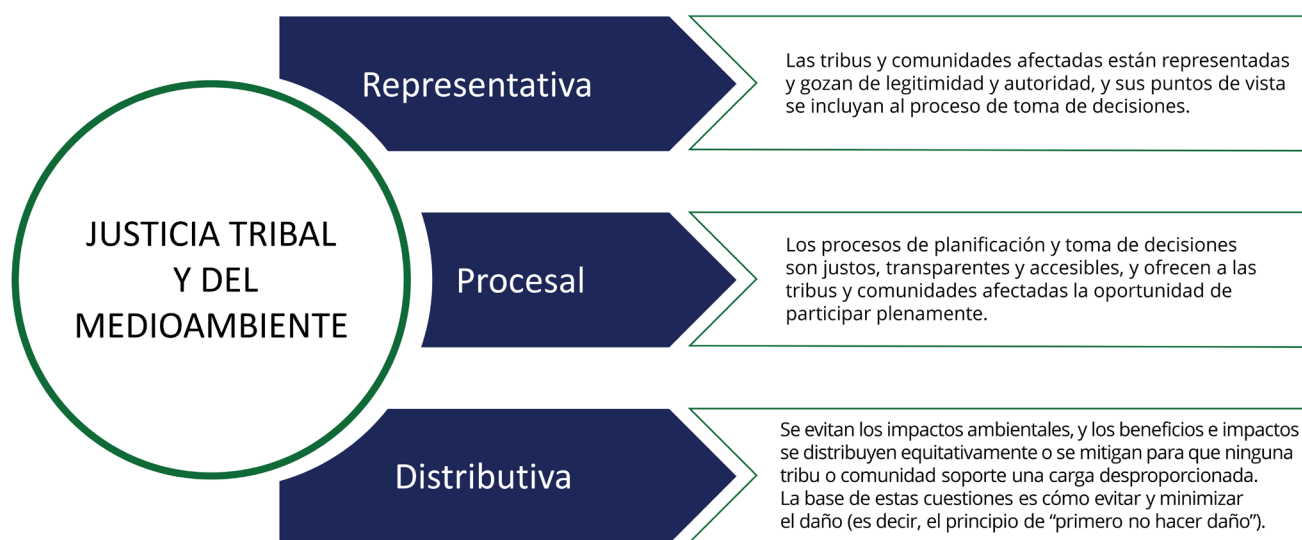 JUSTICIA TRIBAL
Y DEL
MEDIOAMBIENTE
Representativa
Las tribus y comunidades afectadas están representadas
y gozan de legitimidad y autoridad, y sus puntos de vista
se incluyan al proceso de toma de decisiones.
Procesal
Los procesos de planificación y toma de decisiones
son justos, transparentes y accesibles, y ofrecen a las
tribus y comunidades afectadas la oportunidad de
participar plenamente.
Distributiva
Se evitan los impactos ambientales, y los beneficios e impactos
se distribuyen equitativamente o se mitigan para que ninguna
tribu o comunidad soporte una carga desproporcionada.
La base de estas cuestiones es cómo evitar y minimizar
el daño (es decir, el principio de “primero no hacer daño”).